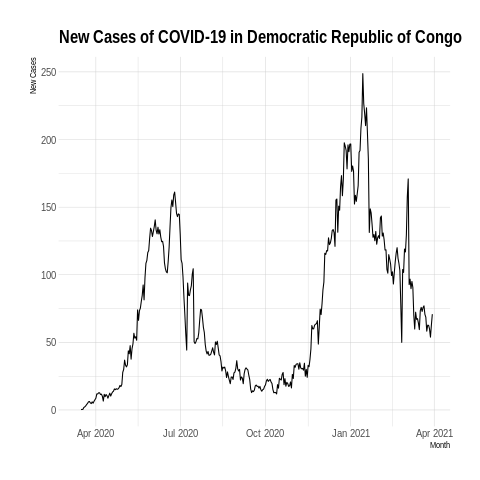 New Cases of COVID-19 in Democratic Republic of Congo
New Cases
250
200
150
100
50
0
Apr 2020
Jul 2020
Oct 2020
Jan 2021
Apr 2021
Month